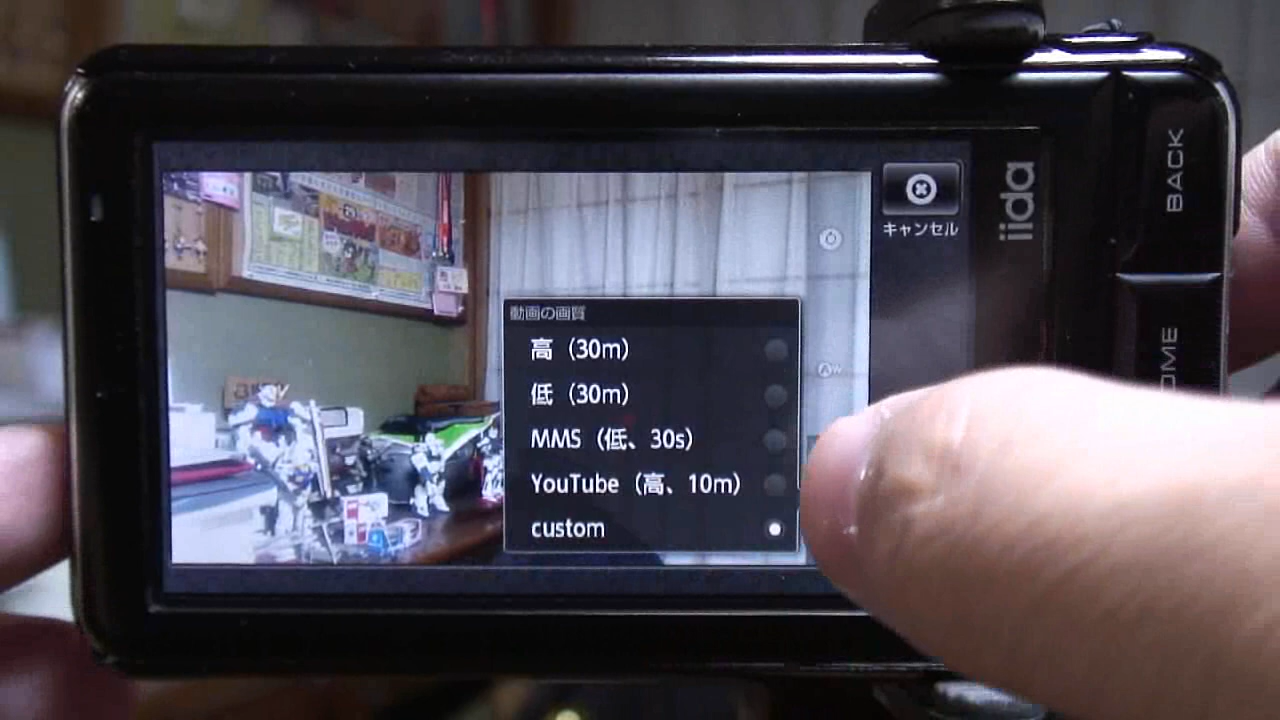 動画の画質
高（30m）
低（30m）
MMS（低、30s）
YouTube（高、10m）
custom
キャンセル
iida
BACK
OME